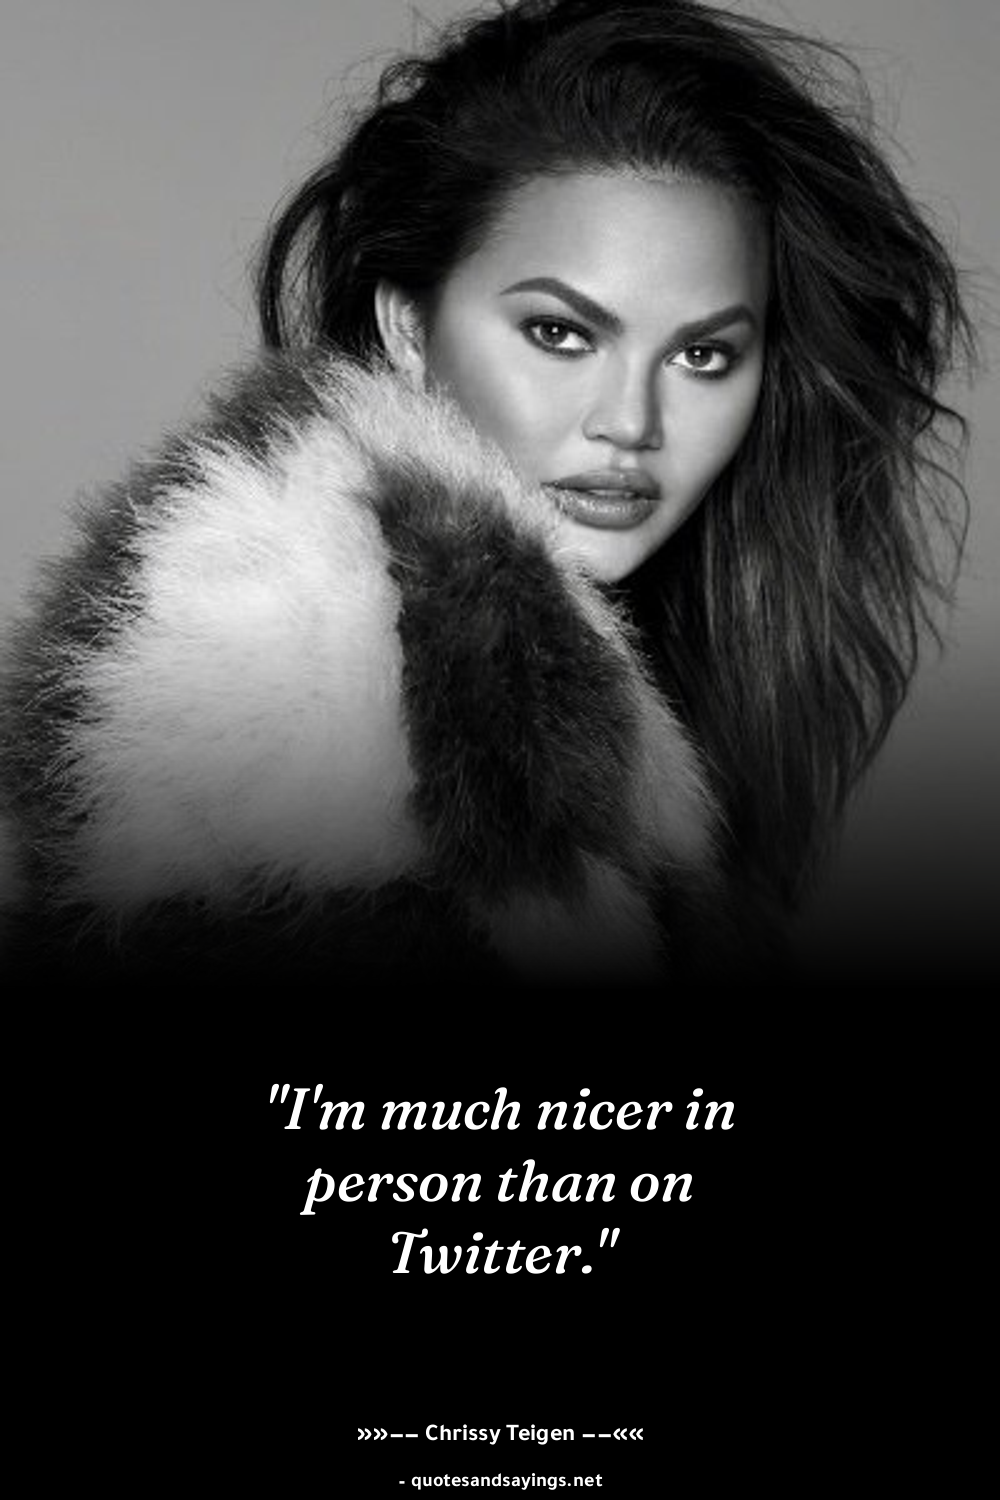 "I'm much nicer in
person than on
Twitter."
»»–– Chrissy Teigen ––««
- quotesandsayings.net